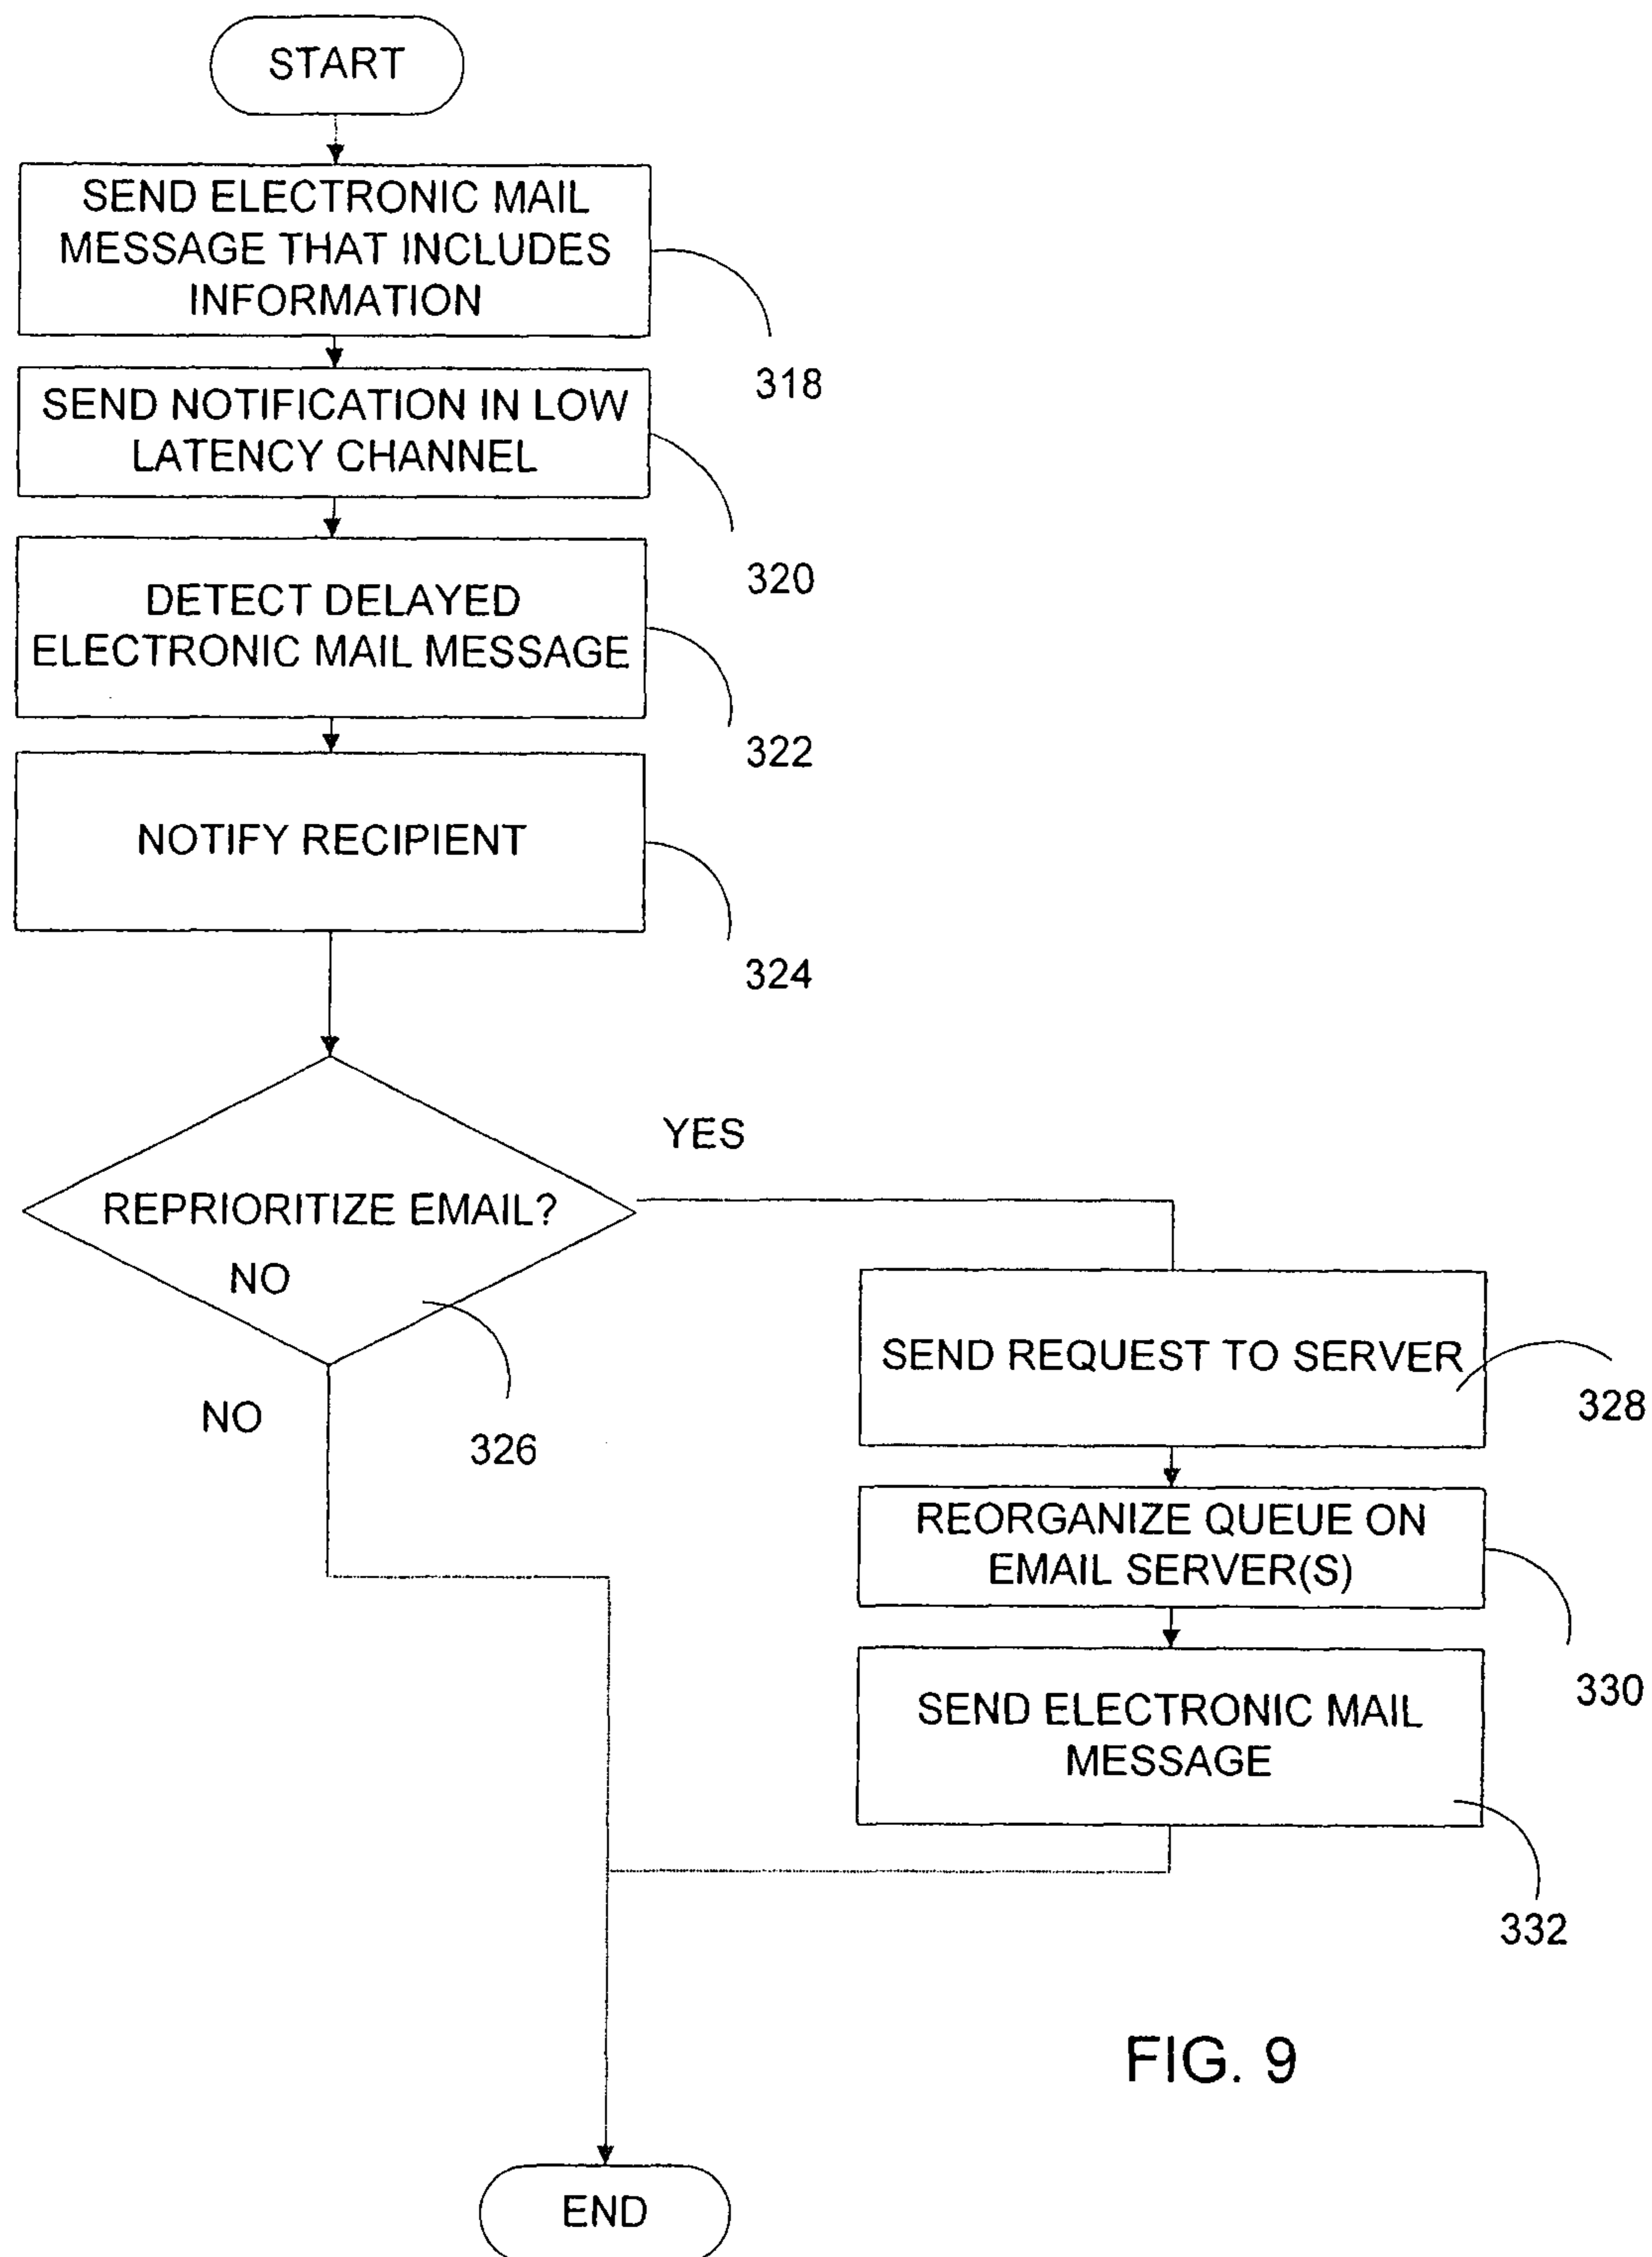 START
SEND ELECTRONIC MAIL
MESSAGE THAT INCLUDES
INFORMATION
318
SEND NOTIFICATION IN LOW
LATENCY CHANNEL
320
DETECT DELAYED
ELECTRONIC MAIL MESSAGE
322
NOTIFY RECIPIENT
324
YES
REPRIORITIZE EMAIL?
NO
NO
326
SEND REQUEST TO SERVER
328
REORGANIZE QUEUE ON
EMAIL SERVER(S)
330
SEND ELECTRONIC MAIL
MESSAGE
332
FIG. 9
END